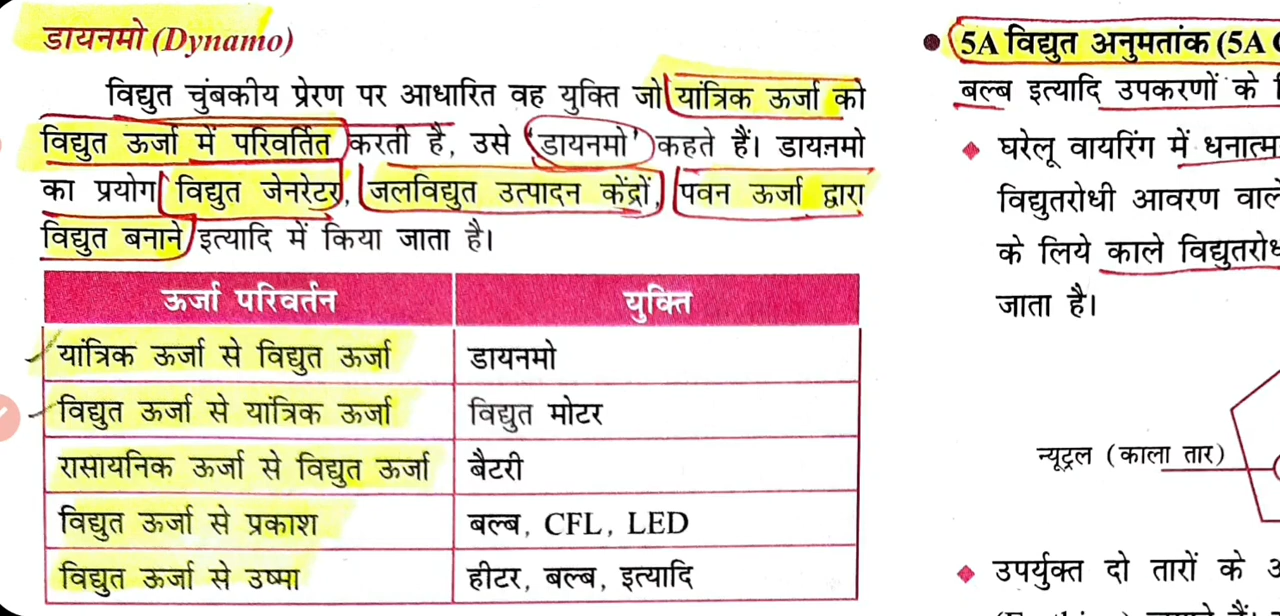 डायनमो (Dynamo)
विद्युत चुंबकीय प्रेरण पर आधारित वह युक्ति जो यांत्रिक ऊर्जा को
विद्युत ऊर्जा में परिवर्तित करती है, उसे 'डायनमो' कहते हैं। डायनमो
का प्रयोग विद्युत जेनरेटर, जलविद्युत उत्पादन केंद्रों, पवन ऊर्जा द्वारा
विद्युत बनाने इत्यादि में किया जाता है।
ऊर्जा परिवर्तन युक्ति
यांत्रिक ऊर्जा से विद्युत ऊर्जा डायनमो
विद्युत ऊर्जा से यांत्रिक ऊर्जा विद्युत मोटर
रासायनिक ऊर्जा से विद्युत ऊर्जा बैटरी
विद्युत ऊर्जा से प्रकाश बल्ब, CFL, LED
विद्युत ऊर्जा से उष्मा हीटर, बल्ब, इत्यादि
5A विद्युत अनुमतांक (5A
बल्ब इत्यादि उपकरणों के
घरेलू वायरिंग में धनात्म
विद्युतरोधी आवरण वाले
के लिये काले विद्युतरोध
जाता है।
न्यूट्रल (काला तार)
उपर्युक्त दो तारों के